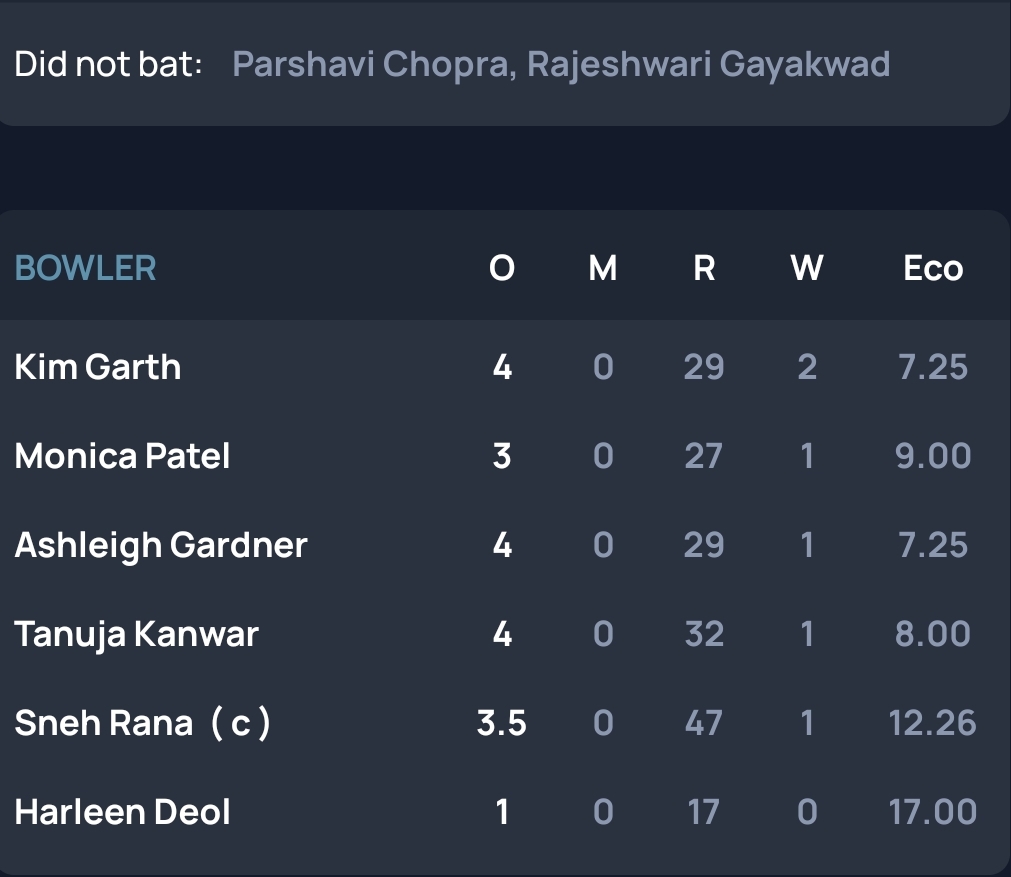 Did not bat: Parshavi Chopra, Rajeshwari Gayakwad
BOWLER O M R W Eco
Kim Garth 4 0 29 2 7.25
Monica Patel 3 0 27 1 9.00
Ashleigh Gardner 4 0 29 1 7.25
Tanuja Kanwar 4 0 32 1 8.00
Sneh Rana ( c ) 3.5 0 47 1 12.26
Harleen Deol 1 0 17 0 17.00